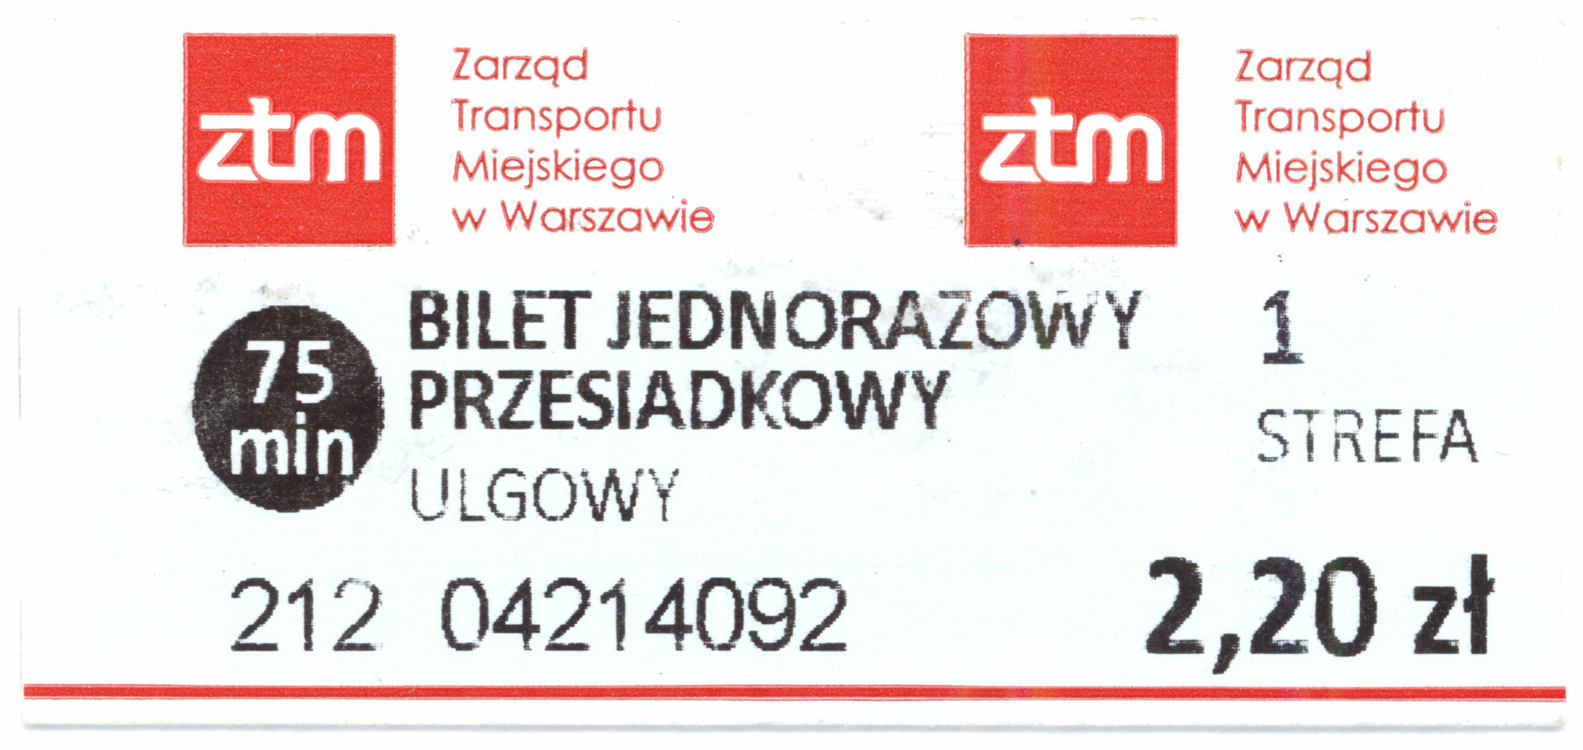 ztm
Zarząd
Transportu
Miejskiego
w Warszawie
ztm
Zarząd
Transportu
Miejskiego
w Warszawie
75
min
BILET JEDNORAZOWY
PRZESIADKOWY
ULGOWY
1
STREFA
212 04214092
2,20 zł